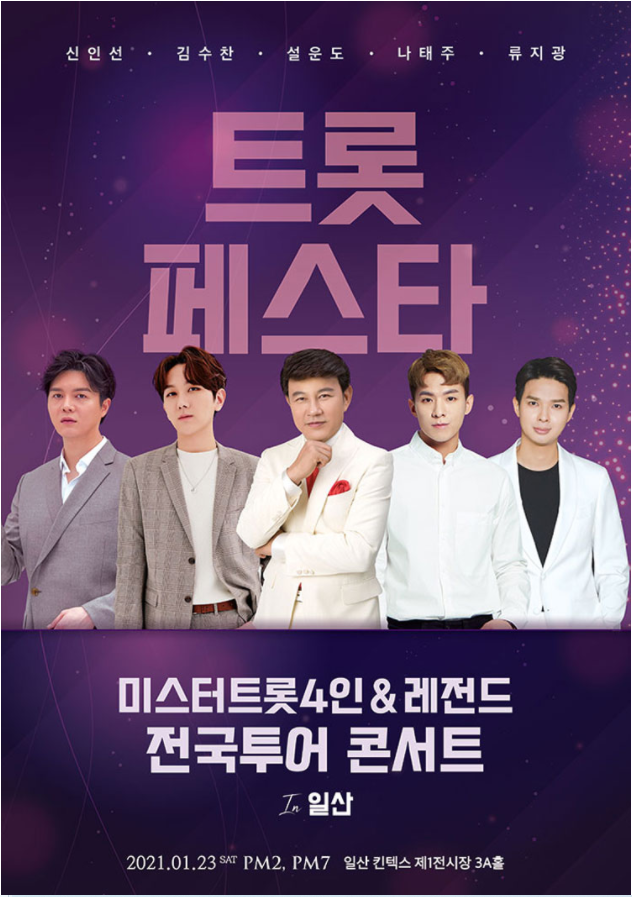 신인선 · 김수찬 · 설운도 · 나태주 · 류지광
트롯
페스타
미스터트롯4인 & 레전드
전국투어 콘서트
In 일산
2021.01.23 SAT PM2, PM7 일산 킨텍스 제1전시장 3A홀